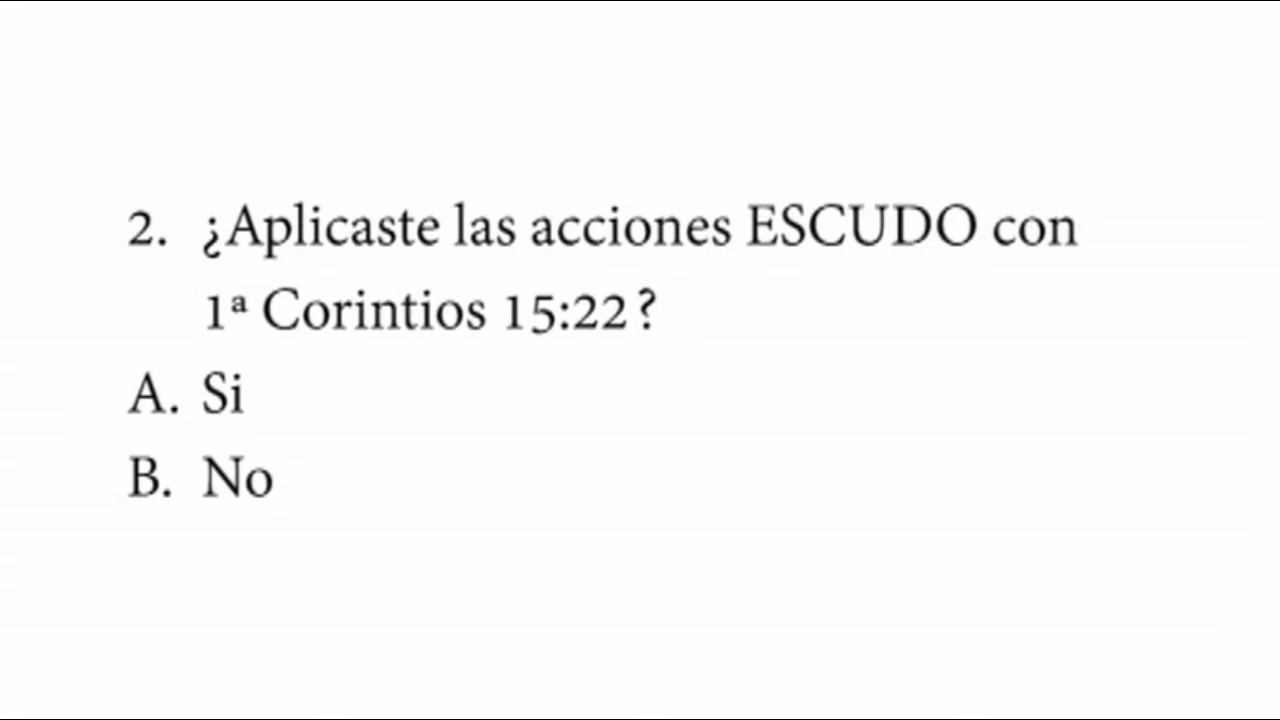 2. ¿Aplicaste las acciones ESCUDO con
1ª Corintios 15:22?
A. Si
B. No